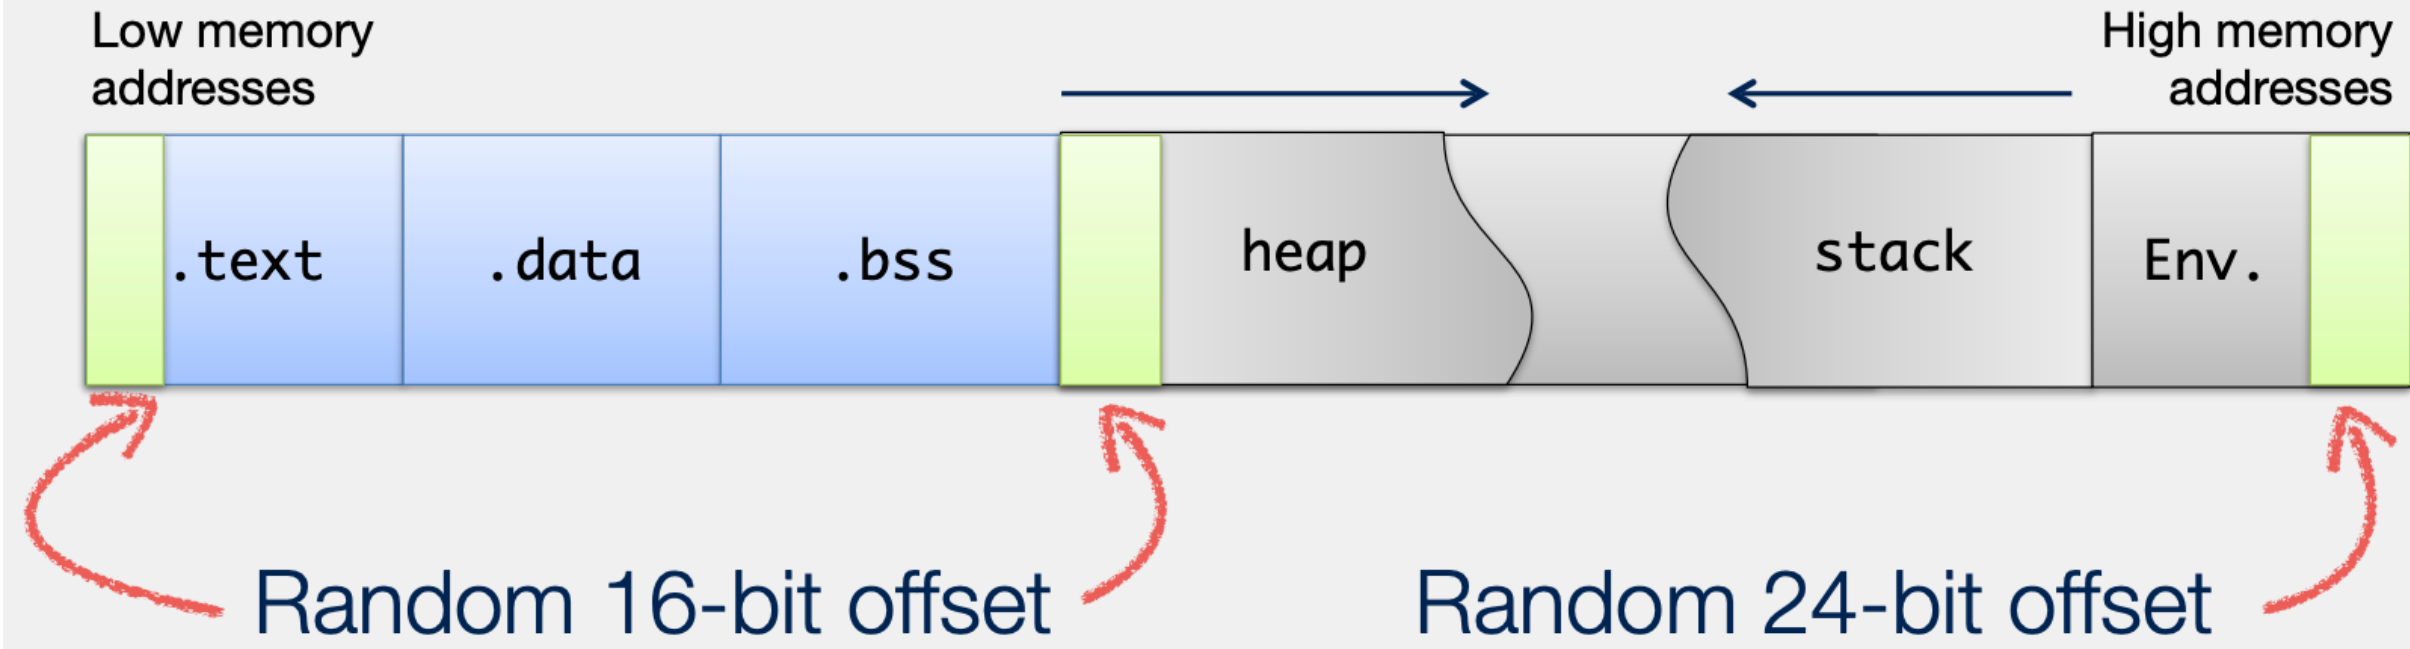 Low memory
addresses
High memory
addresses
.text
.data
.bss
heap
stack
Env.
Random 16-bit offset
Random 24-bit offset